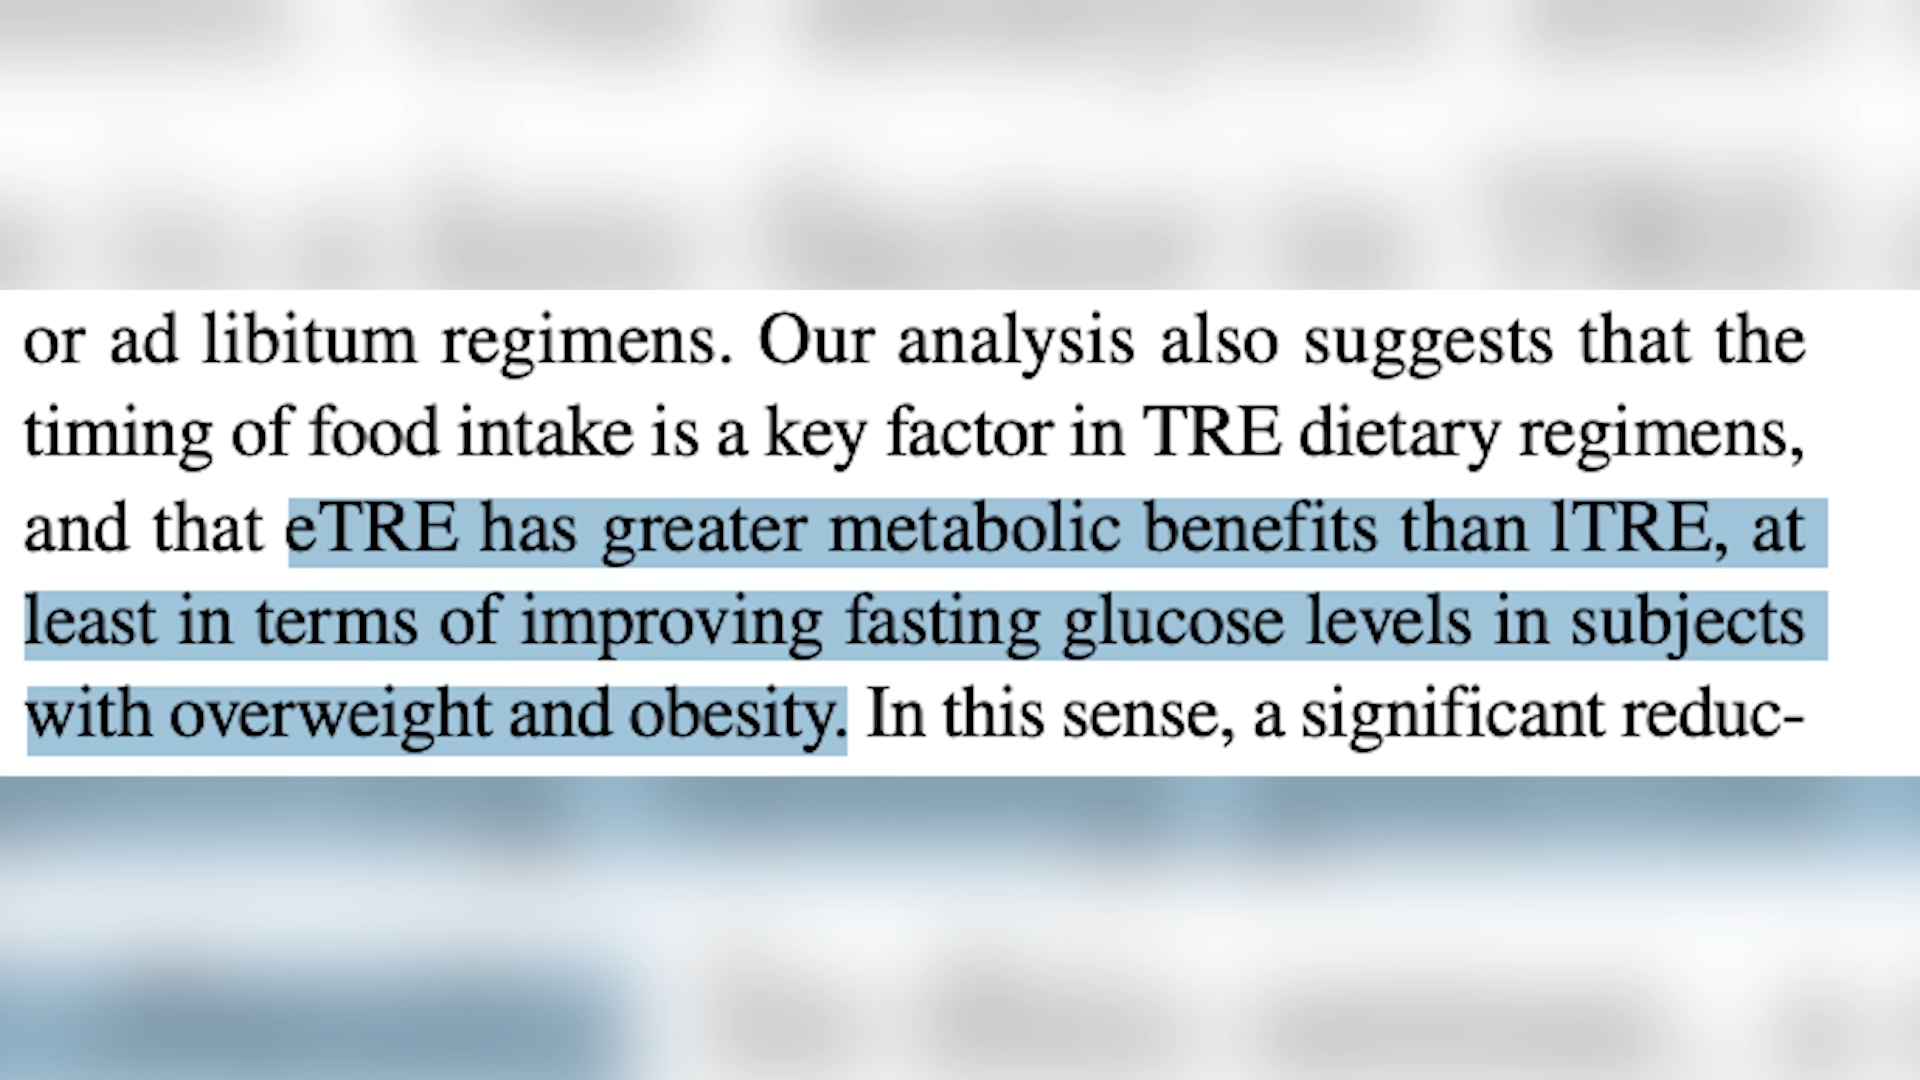 or ad libitum regimens. Our analysis also suggests that the
timing of food intake is a key factor in TRE dietary regimens,
and that eTRE has greater metabolic benefits than lTRE, at
least in terms of improving fasting glucose levels in subjects
with overweight and obesity. In this sense, a significant reduc-